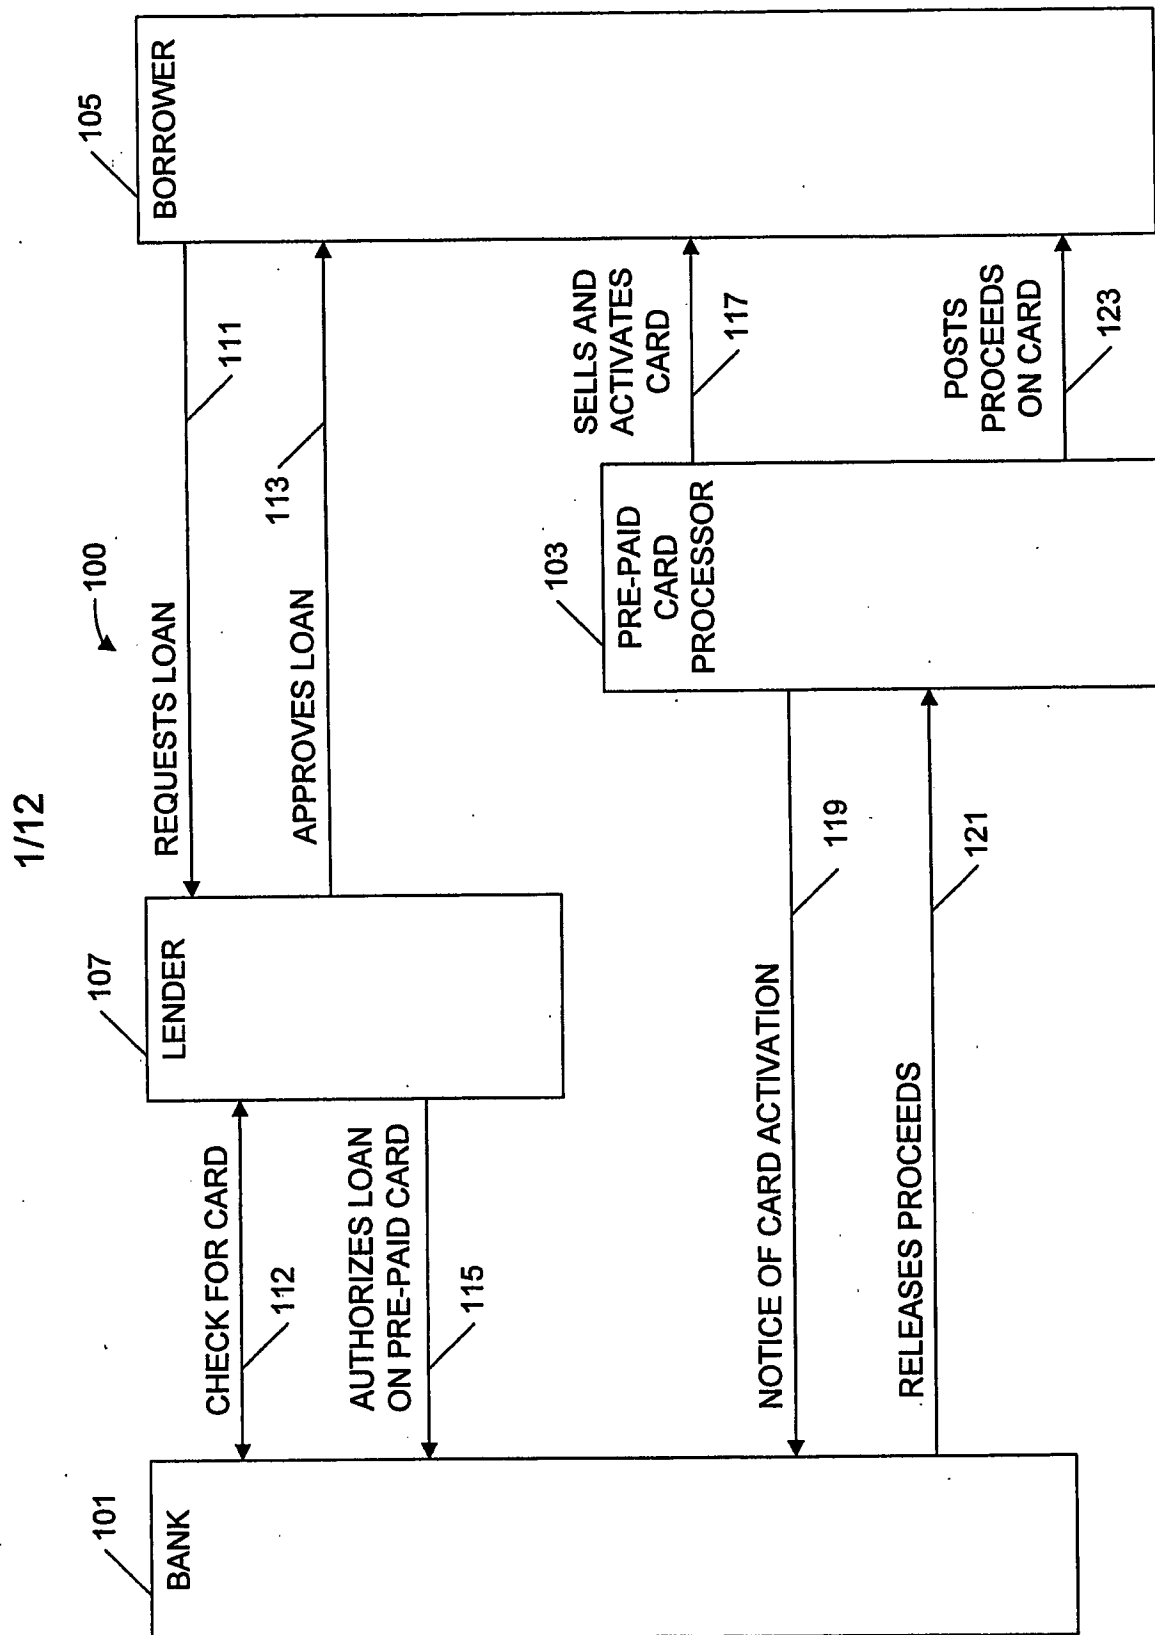 1/12
100
101
BANK
107
LENDER
105
BORROWER
REQUESTS LOAN
111
CHECK FOR CARD
112
APPROVES LOAN
113
AUTHORIZES LOAN
ON PRE-PAID CARD
115
103
PRE-PAID
CARD
PROCESSOR
SELLS AND
ACTIVATES
CARD
117
NOTICE OF CARD ACTIVATION
119
RELEASES PROCEEDS
121
POSTS
PROCEEDS
ON CARD
123